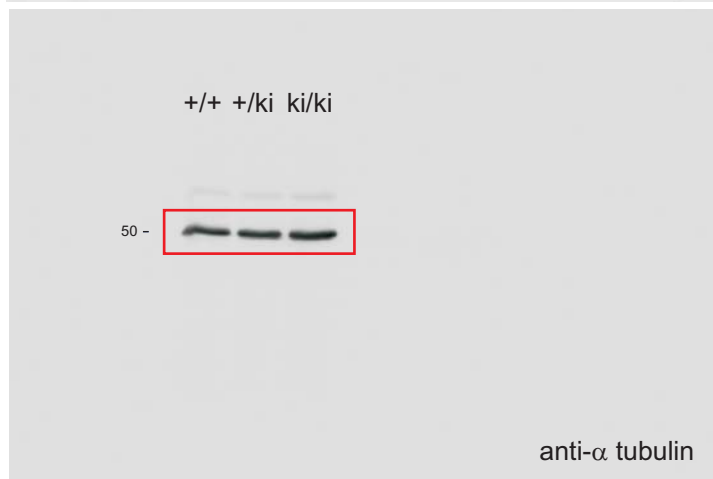 +/+ +/ki ki/ki
50 -
anti-α tubulin